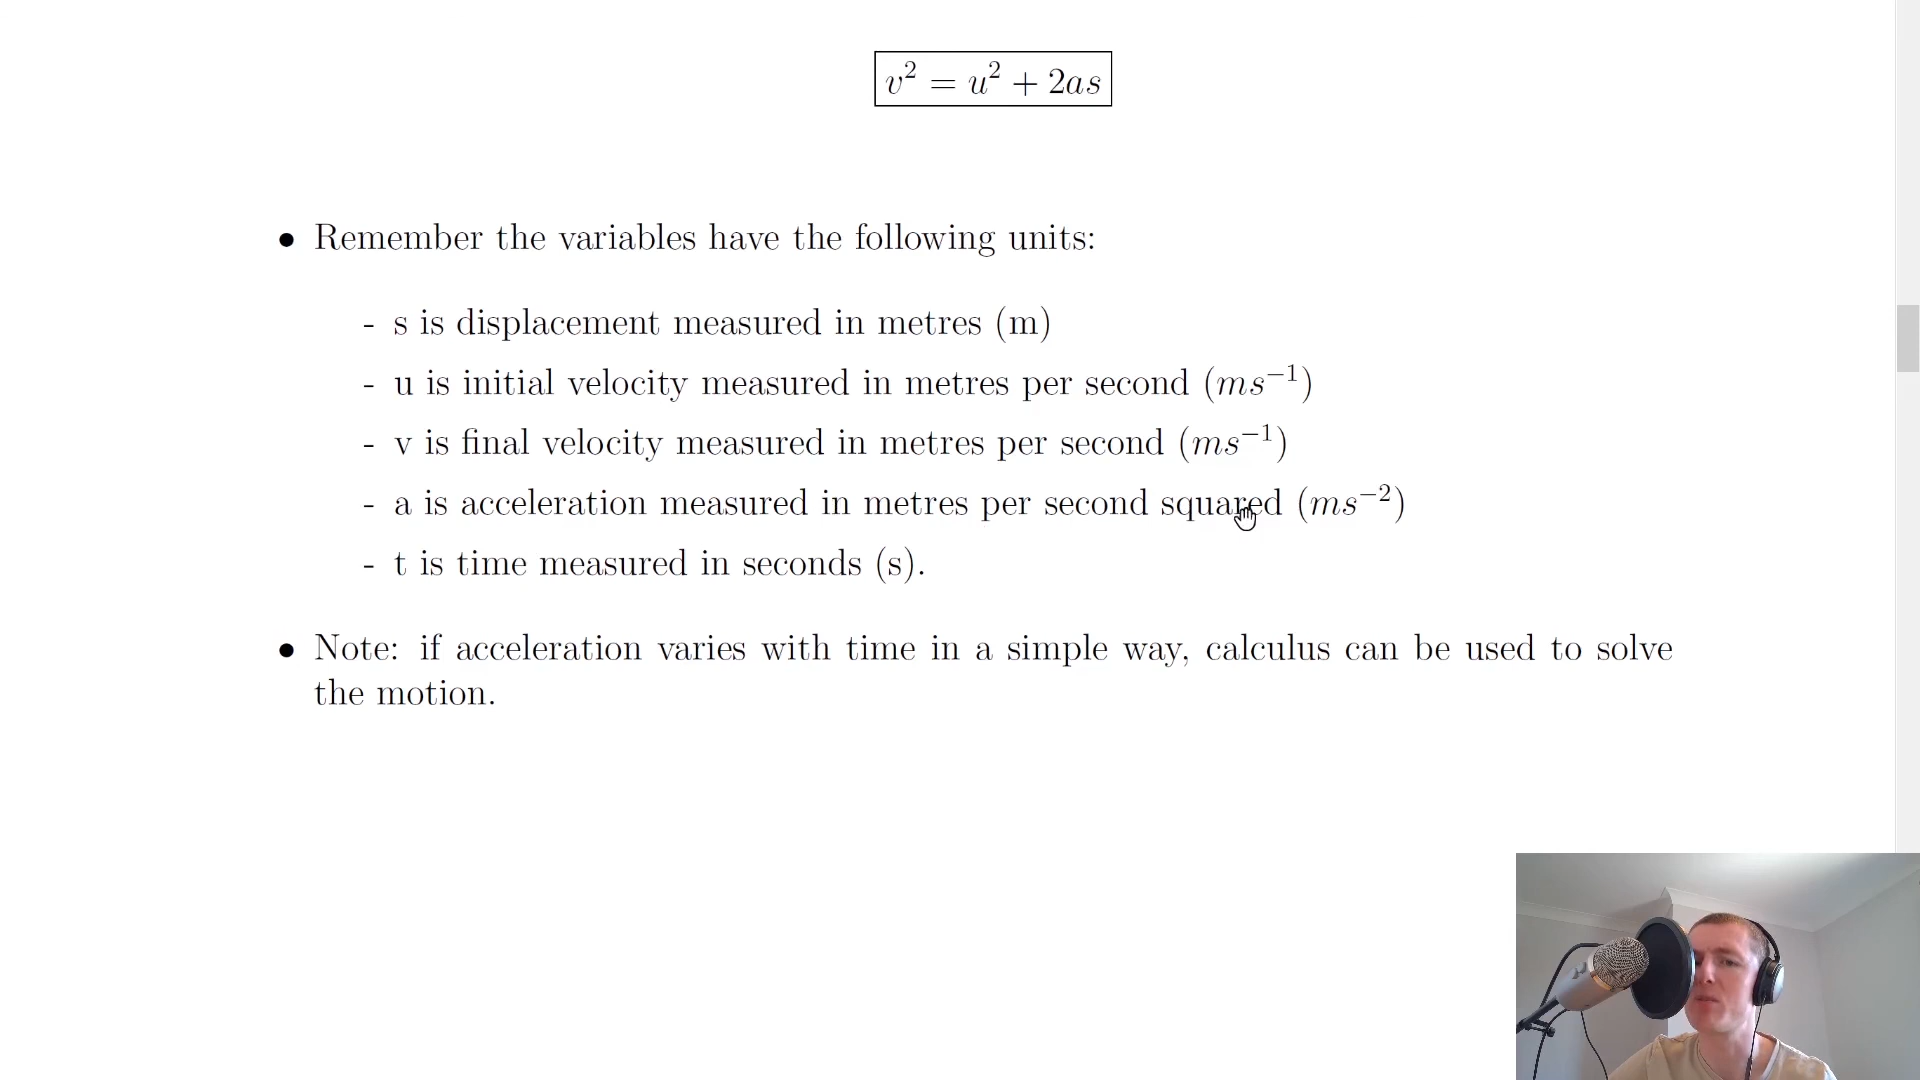 v² = u² + 2as
• Remember the variables have the following units:
- s is displacement measured in metres (m)
- u is initial velocity measured in metres per second (ms⁻¹)
- v is final velocity measured in metres per second (ms⁻¹)
- a is acceleration measured in metres per second squared (ms⁻²)
- t is time measured in seconds (s).
• Note: if acceleration varies with time in a simple way, calculus can be used to solve
the motion.